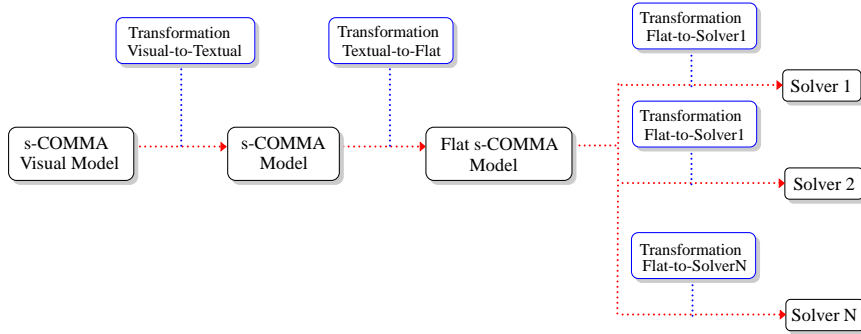 Transformation
Visual-to-Textual
Transformation
Textual-to-Flat
Transformation
Flat-to-Solver1
Solver 1
s-COMMA
Visual Model
s-COMMA
Model
Flat s-COMMA
Model
Transformation
Flat-to-Solver1
Solver 2
Transformation
Flat-to-SolverN
Solver N